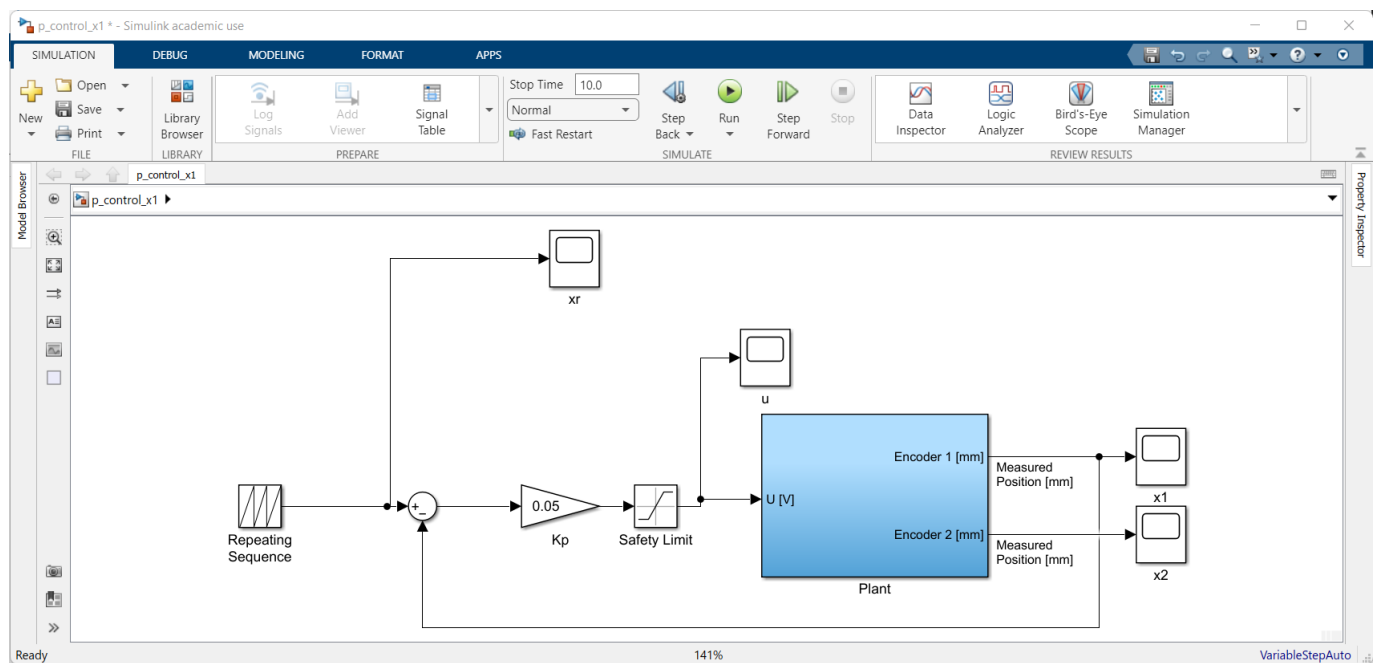 p_control_x1 * - Simulink academic use
SIMULATION DEBUG MODELING FORMAT APPS
New
Open
Save
Print
FILE
Library
Browser
LIBRARY
Log
Signals
Add
Viewer
Signal
Table
PREPARE
Stop Time 10.0
Normal
Fast Restart
Step
Back
Run
Step
Forward
Stop
SIMULATE
Data
Inspector
Logic
Analyzer
Bird's-Eye
Scope
Simulation
Manager
REVIEW RESULTS
Model Browser
p_control_x1
p_control_x1
Property Inspector
xr
u
Repeating
Sequence
+
−
0.05
Kp
Safety Limit
U [V]
Encoder 1 [mm]
Encoder 2 [mm]
Plant
Measured
Position [mm]
Measured
Position [mm]
x1
x2
Ready 141% VariableStepAuto